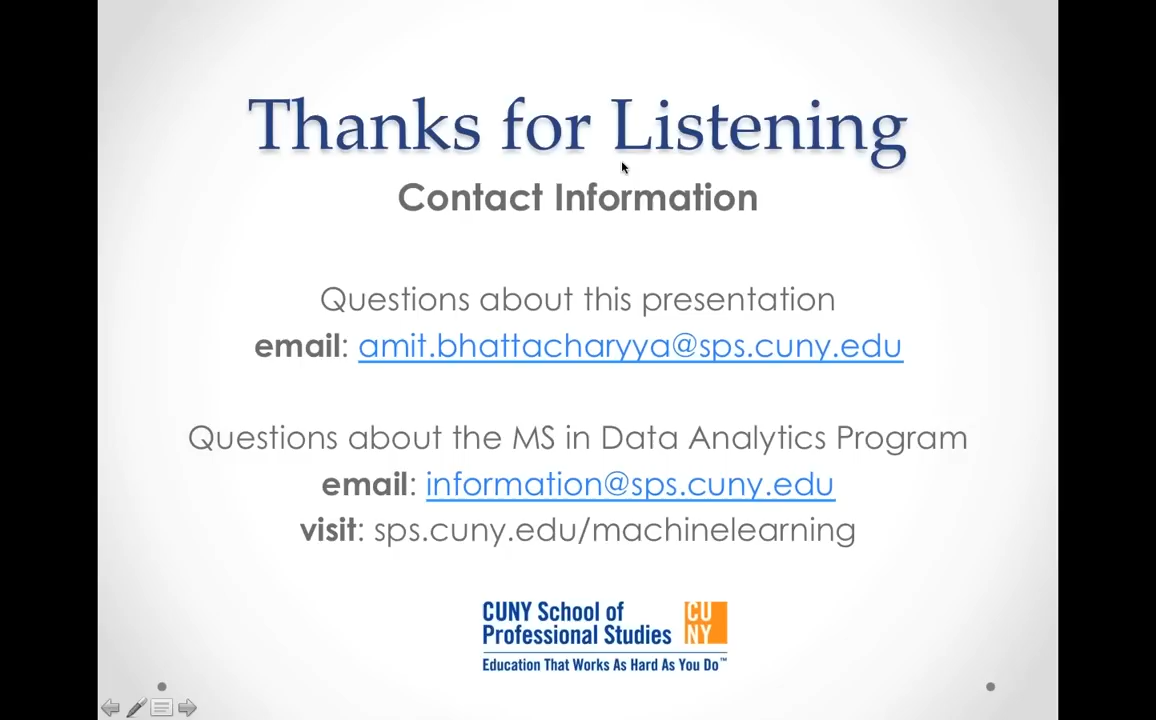 Thanks for Listening
Contact Information
Questions about this presentation
email: amit.bhattacharyya@sps.cuny.edu
Questions about the MS in Data Analytics Program
email: information@sps.cuny.edu
visit: sps.cuny.edu/machinelearning
CUNY School of
Professional Studies
CU
NY
Education That Works As Hard As You Do™